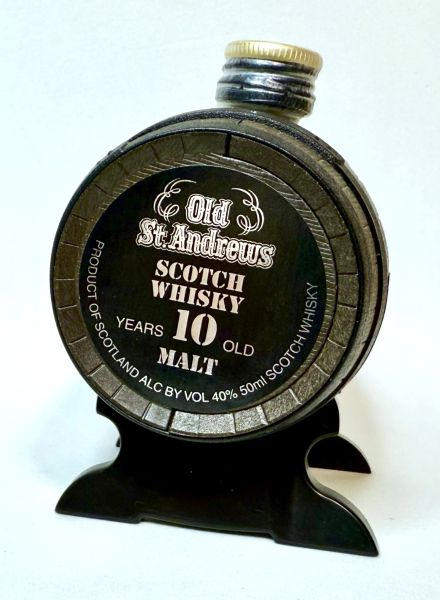 Old
St. Andrews
SCOTCH
WHISKY
YEARS 10 OLD
MALT
PRODUCT OF SCOTLAND ALC BY VOL 40% 50ml SCOTCH WHISKY